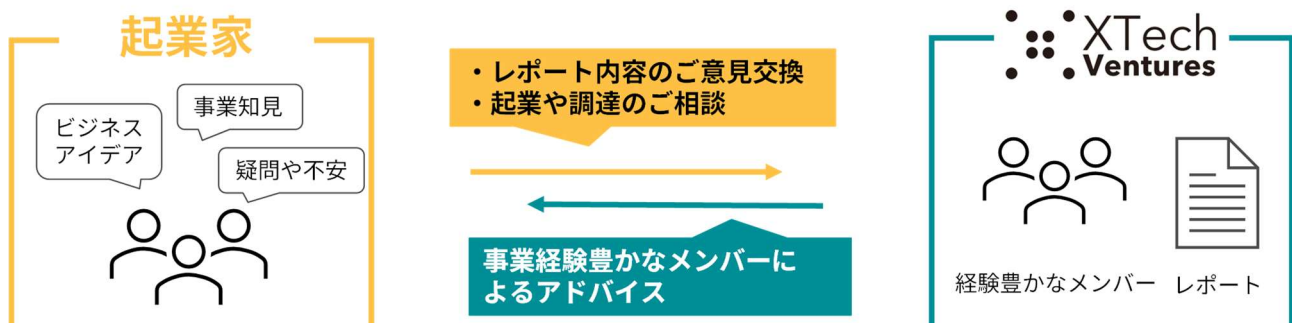 起業家
ビジネス
アイデア
事業知見
疑問や不安
・レポート内容のご意見交換
・起業や調達のご相談
事業経験豊かなメンバーに
よるアドバイス
XTech
Ventures
経験豊かなメンバー
レポート